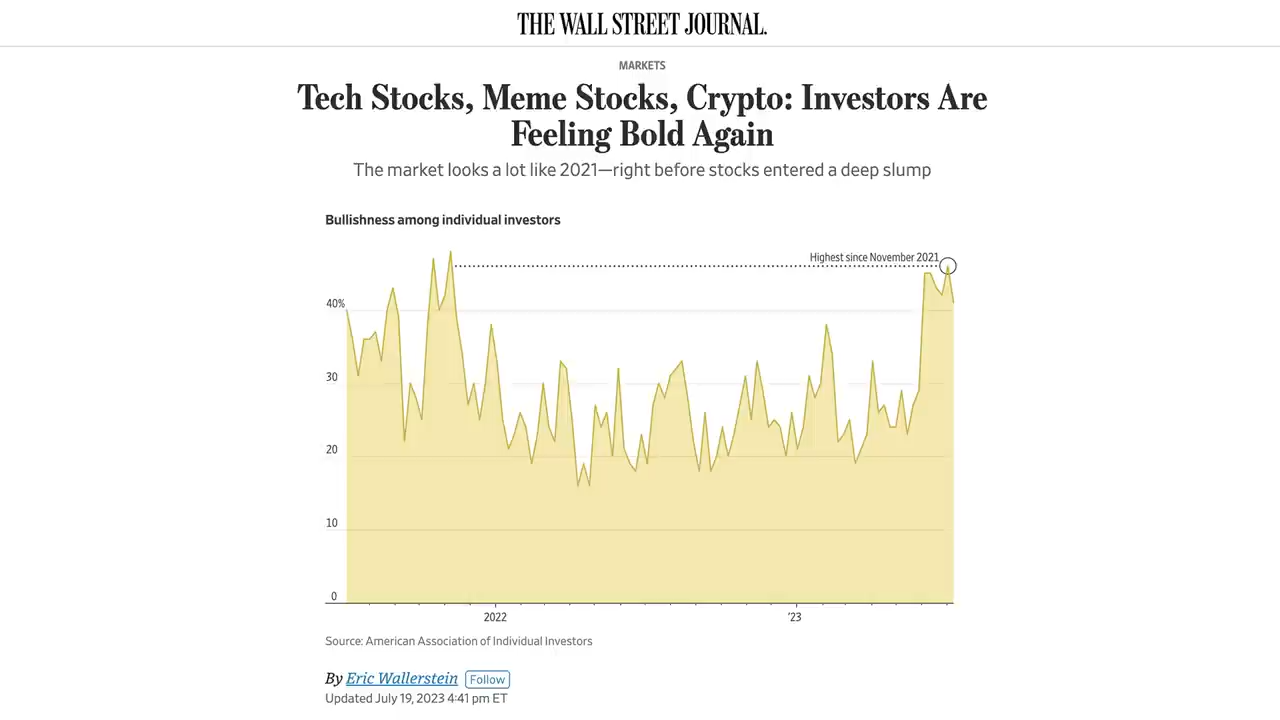 THE WALL STREET JOURNAL.
MARKETS
Tech Stocks, Meme Stocks, Crypto: Investors Are
Feeling Bold Again
The market looks a lot like 2021—right before stocks entered a deep slump
Bullishness among individual investors
Highest since November 2021
40%
30
20
10
0
2022
'23
Source: American Association of Individual Investors
By Eric Wallerstein Follow
Updated July 19, 2023 4:41 pm ET